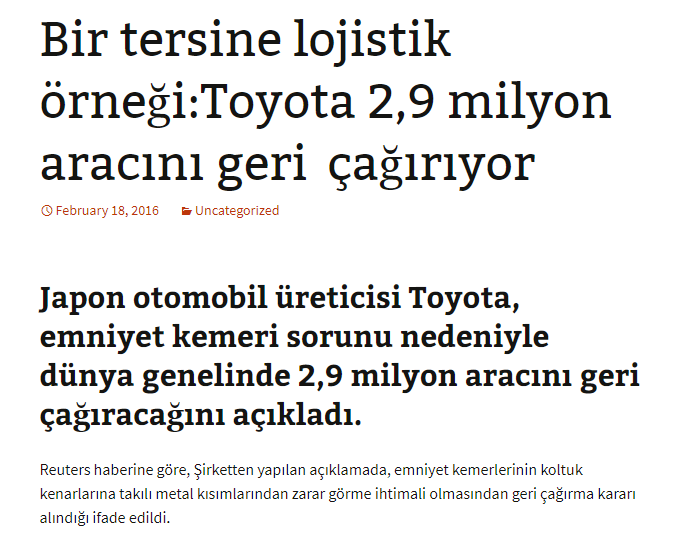 Bir tersine lojistik
örneği:Toyota 2,9 milyon
aracını geri çağırıyor
February 18, 2016 Uncategorized
Japon otomobil üreticisi Toyota,
emniyet kemeri sorunu nedeniyle
dünya genelinde 2,9 milyon aracını geri
çağıracağını açıkladı.
Reuters haberine göre, Şirketten yapılan açıklamada, emniyet kemerlerinin koltuk
kenarlarına takılı metal kısımlarından zarar görme ihtimali olmasından geri çağırma kararı
alındığı ifade edildi.